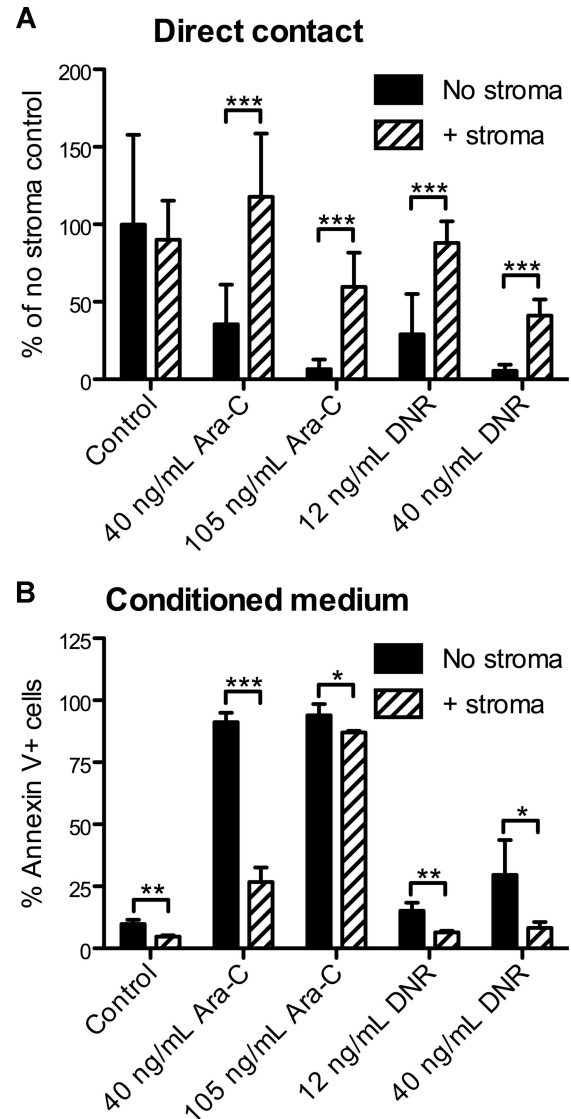 A
Direct contact
200
150
100
50
0
% of no stroma control
No stroma
+ stroma
***
***
***
***
Control
40 ng/mL Ara-C
105 ng/mL Ara-C
12 ng/mL DNR
40 ng/mL DNR
B
Conditioned medium
125
100
75
50
25
0
% Annexin V+ cells
No stroma
+ stroma
**
***
*
**
*
Control
40 ng/mL Ara-C
105 ng/mL Ara-C
12 ng/mL DNR
40 ng/mL DNR